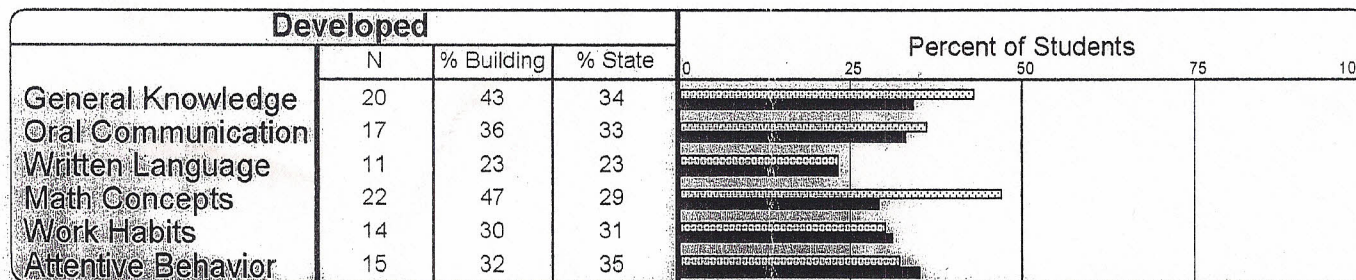 Developed
N % Building % State
Percent of Students
0 25 50 75 10
General Knowledge 20 43 34
Oral Communication 17 36 33
Written Language 11 23 23
Math Concepts 22 47 29
Work Habits 14 30 31
Attentive Behavior 15 32 35